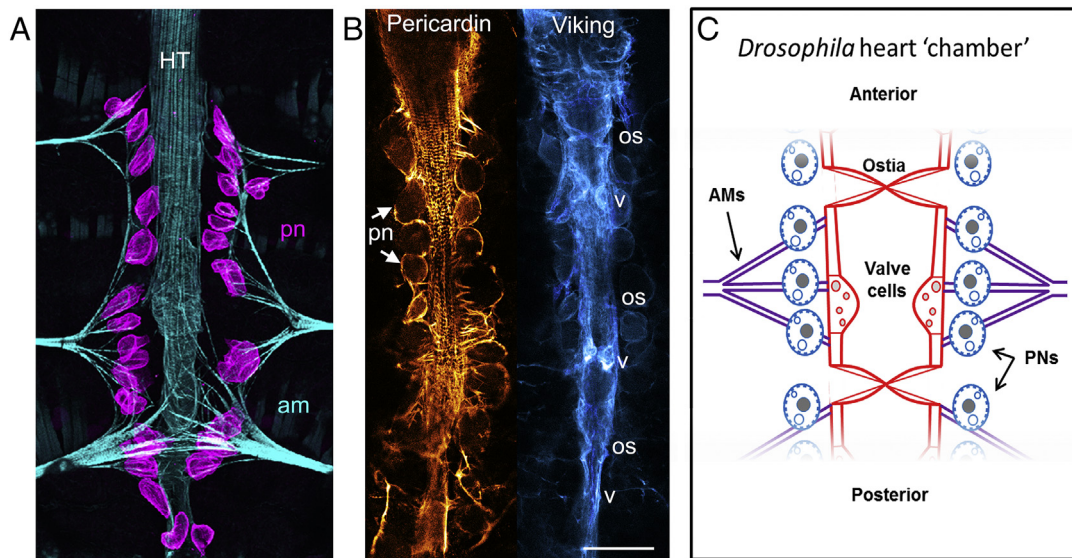 A
HT
pn
am
B
Pericardin
Viking
os
v
pn
os
v
os
v
C
Drosophila heart ‘chamber’
Anterior
Ostia
AMs
Valve
cells
PNs
Posterior